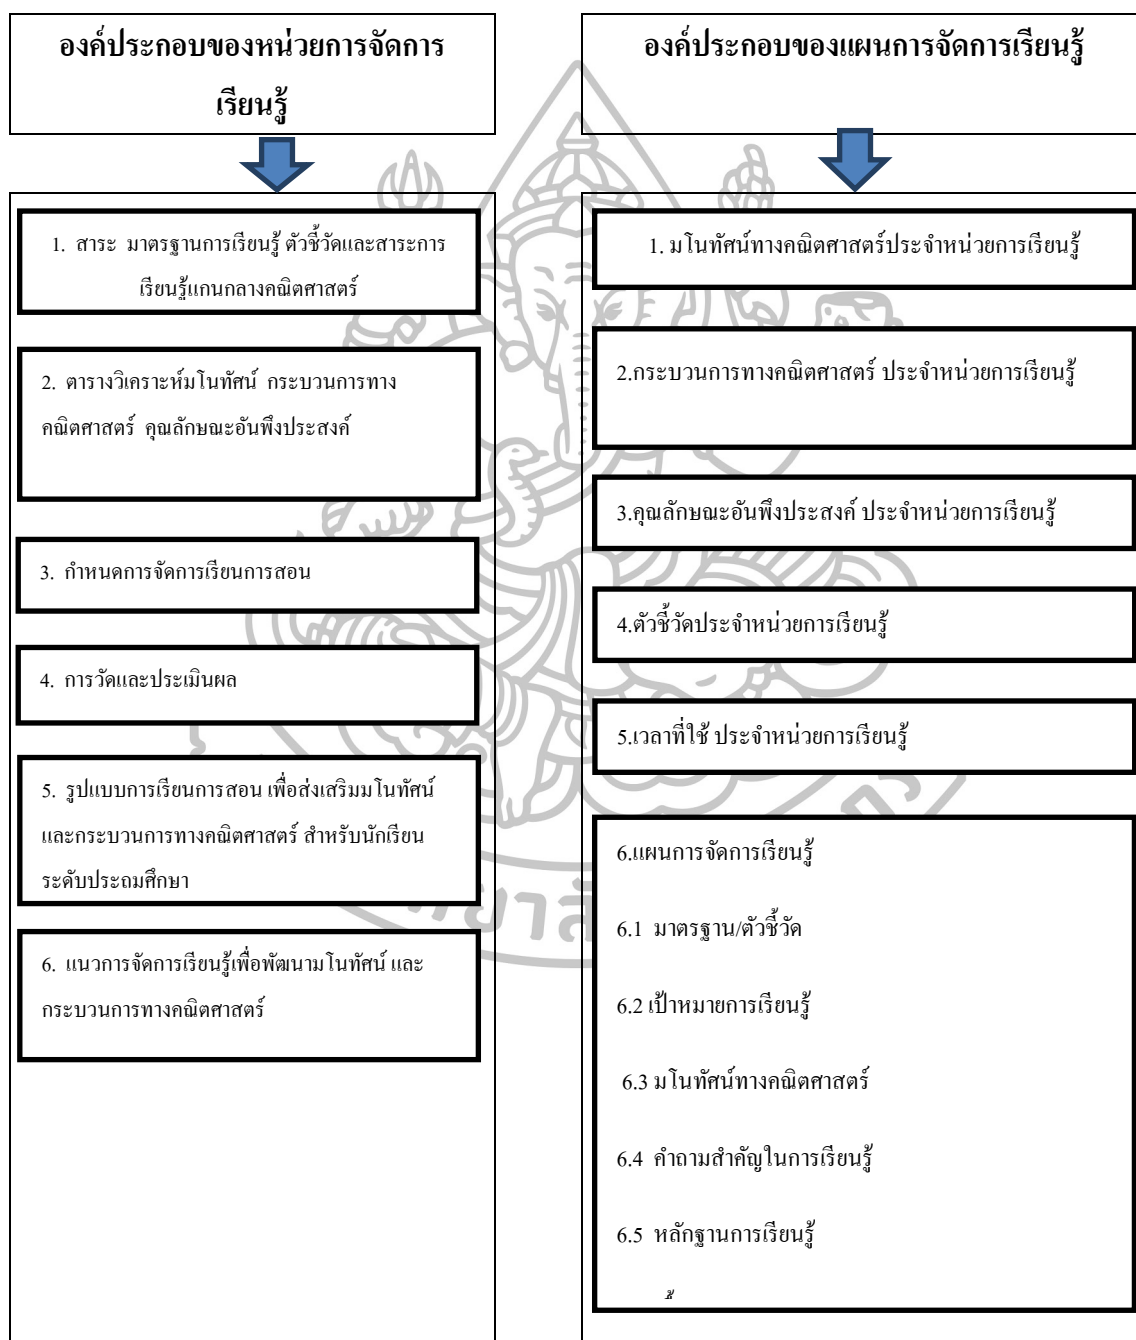 องค์ประกอบของหน่วยการจัดการ
เรียนรู้
1. สาระ มาตรฐานการเรียนรู้ ตัวชี้วัดและสาระการ
เรียนรู้แกนกลางคณิตศาสตร์
2. ตารางวิเคราะห์มโนทัศน์ กระบวนการทาง
คณิตศาสตร์ คุณลักษณะอันพึงประสงค์
3. กำหนดการจัดการเรียนการสอน
4. การวัดและประเมินผล
5. รูปแบบการเรียนการสอน เพื่อส่งเสริมมโนทัศน์
และกระบวนการทางคณิตศาสตร์ สำหรับนักเรียน
ระดับประถมศึกษา
6. แนวการจัดการเรียนรู้เพื่อพัฒนามโนทัศน์ และ
กระบวนการทางคณิตศาสตร์
องค์ประกอบของแผนการจัดการเรียนรู้
1. มโนทัศน์ทางคณิตศาสตร์ประจำหน่วยการเรียนรู้
2.กระบวนการทางคณิตศาสตร์ ประจำหน่วยการเรียนรู้
3.คุณลักษณะอันพึงประสงค์ ประจำหน่วยการเรียนรู้
4.ตัวชี้วัดประจำหน่วยการเรียนรู้
5.เวลาที่ใช้ ประจำหน่วยการเรียนรู้
6.แผนการจัดการเรียนรู้
6.1 มาตรฐาน/ตัวชี้วัด
6.2 เป้าหมายการเรียนรู้
6.3 มโนทัศน์ทางคณิตศาสตร์
6.4 คำถามสำคัญในการเรียนรู้
6.5 หลักฐานการเรียนรู้